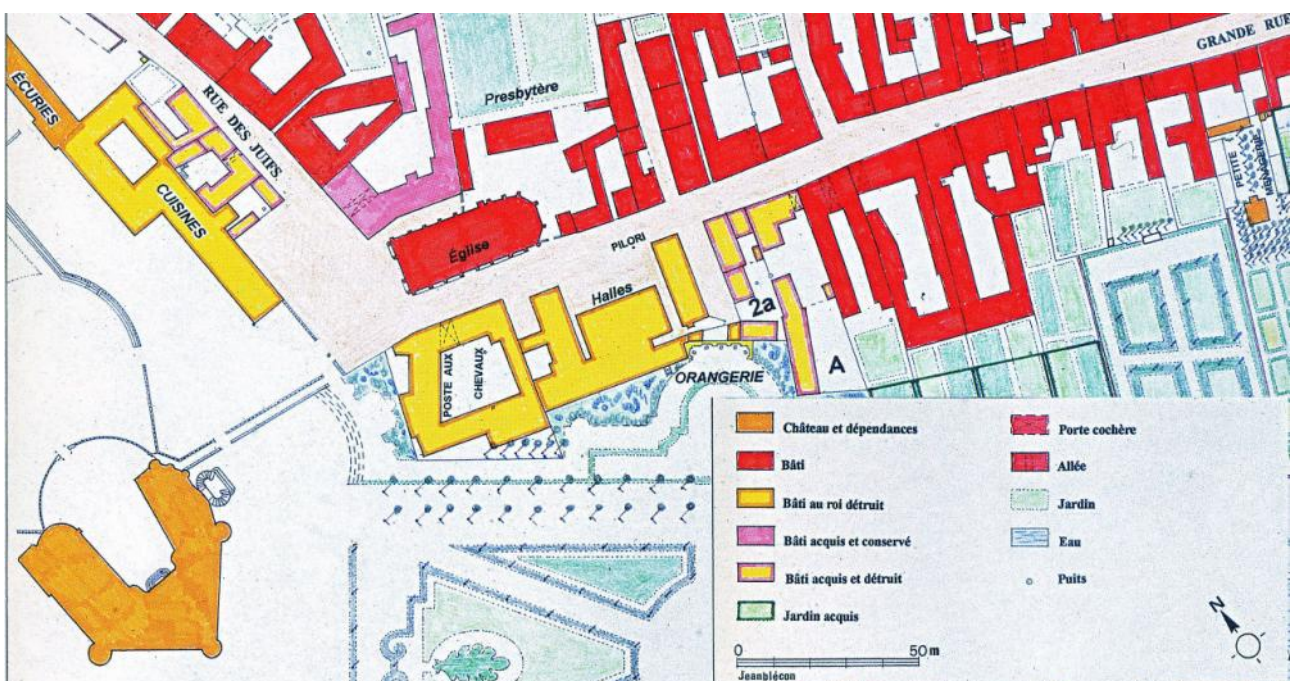 GRANDE RUE
ÉCURIES
RUE DES JUIFS
Presbytère
CUISINES
Église
PILORI
Halles
PETITE
MÉNAGERIE
2a
POSTE AUX
CHEVAUX
ORANGERIE
A
Château et dépendances
Bâti
Bâti au roi détruit
Bâti acquis et conservé
Bâti acquis et détruit
Jardin acquis
Porte cochère
Allée
Jardin
Eau
Puits
N
0 50 m
Jeanblécon